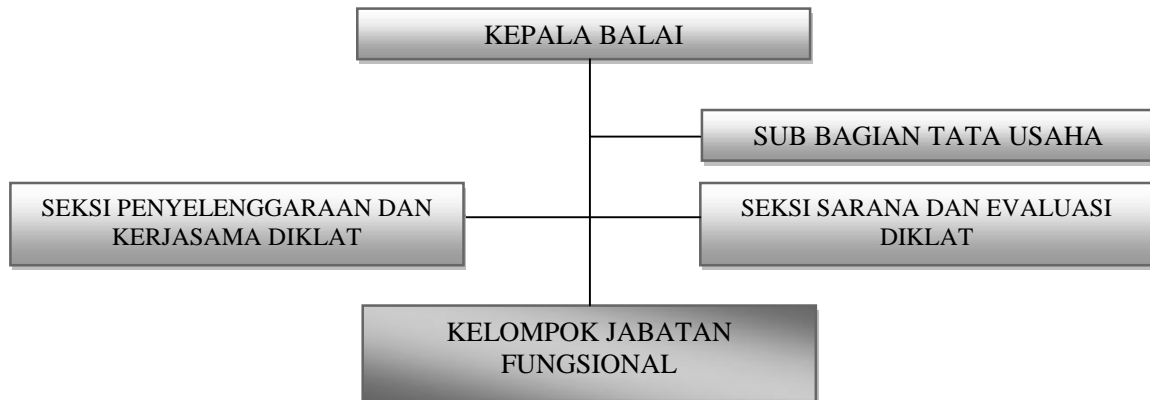 KEPALA BALAI
SUB BAGIAN TATA USAHA
SEKSI PENYELENGGARAAN DAN
KERJASAMA DIKLAT
SEKSI SARANA DAN EVALUASI
DIKLAT
KELOMPOK JABATAN
FUNGSIONAL